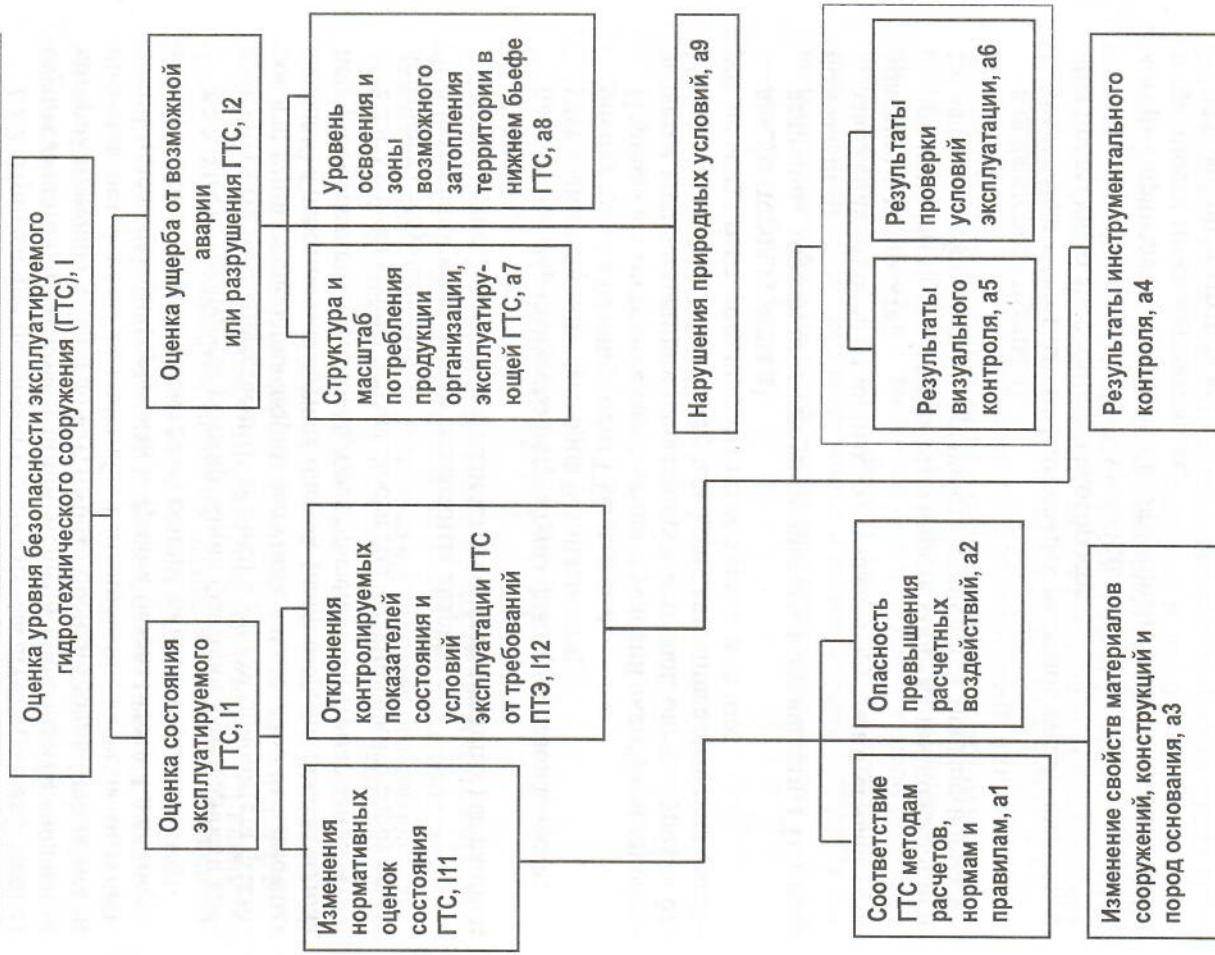 Оценка уровня безопасности эксплуатируемого
гидротехнического сооружения (ГТС), I
Оценка состояния
эксплуатируемого
ГТС, I1
Оценка ущерба от возможной
аварии
или разрушения ГТС, I2
Изменения
нормативных
оценок
состояния
ГТС, I11
Отклонения
контролируемых
показателей
состояния и
условий
эксплуатации ГТС
от требований
ПТЭ, I12
Структура и
масштаб
потребления
продукции
организации,
эксплуатиру-
ющей ГТС, а7
Уровень
освоения и
зоны
возможного
затопления
территории в
нижнем бьефе
ГТС, а8
Нарушения природных условий, а9
Соответствие
ГТС методам
расчетов,
нормам и
правилам, а1
Опасность
превышения
расчетных
воздействий, а2
Результаты
визуального
контроля, а5
Результаты
проверки
условий
эксплуатации, а6
Изменение свойств материалов
сооружений, конструкций и
пород основания, а3
Результаты инструментального
контроля, а4